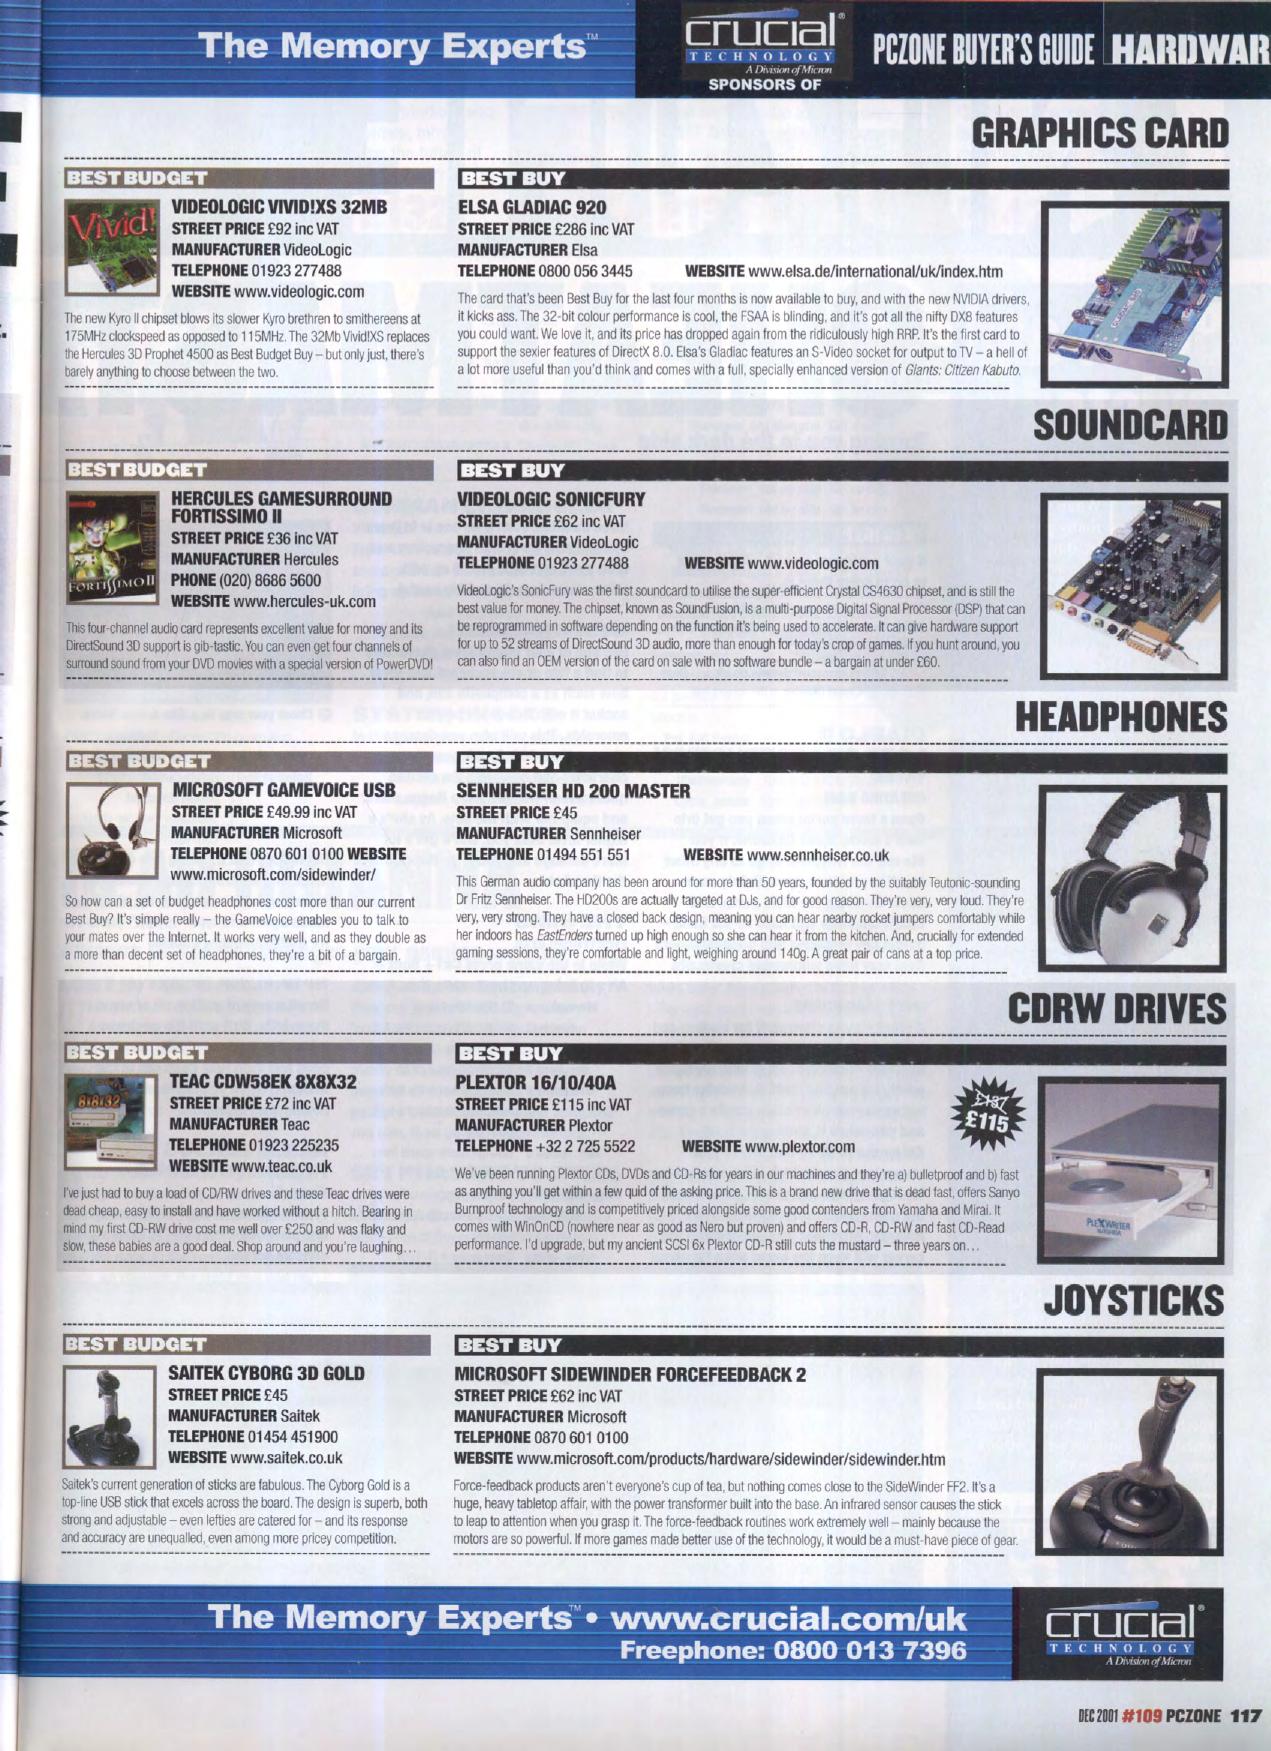 The Memory Experts™
crucial®
TECHNOLOGY
A Division of Micron
SPONSORS OF
PCZONE BUYER'S GUIDE HARDWAR
GRAPHICS CARD
BEST BUDGET
Vivid!
VIDEOLOGIC VIVID!XS 32MB
STREET PRICE £92 inc VAT
MANUFACTURER VideoLogic
TELEPHONE 01923 277488
WEBSITE www.videologic.com
The new Kyro II chipset blows its slower Kyro brethren to smithereens at
175MHz clockspeed as opposed to 115MHz. The 32Mb Vivid!XS replaces
the Hercules 3D Prophet 4500 as Best Budget Buy – but only just, there's
barely anything to choose between the two.
BEST BUY
ELSA GLADIAC 920
STREET PRICE £286 inc VAT
MANUFACTURER Elsa
TELEPHONE 0800 056 3445 WEBSITE www.elsa.de/international/uk/index.htm
The card that's been Best Buy for the last four months is now available to buy, and with the new NVIDIA drivers,
it kicks ass. The 32-bit colour performance is cool, the FSAA is blinding, and it's got all the nifty DX8 features
you could want. We love it, and its price has dropped again from the ridiculously high RRP. It's the first card to
support the sexier features of DirectX 8.0. Elsa's Gladiac features an S-Video socket for output to TV – a hell of
a lot more useful than you'd think and comes with a full, specially enhanced version of Giants: Citizen Kabuto.
SOUNDCARD
BEST BUDGET
FORTISSIMO II
HERCULES GAMESURROUND
FORTISSIMO II
STREET PRICE £36 inc VAT
MANUFACTURER Hercules
PHONE (020) 8686 5600
WEBSITE www.hercules-uk.com
This four-channel audio card represents excellent value for money and its
DirectSound 3D support is gib-tastic. You can even get four channels of
surround sound from your DVD movies with a special version of PowerDVD!
BEST BUY
VIDEOLOGIC SONICFURY
STREET PRICE £62 inc VAT
MANUFACTURER VideoLogic
TELEPHONE 01923 277488 WEBSITE www.videologic.com
VideoLogic's SonicFury was the first soundcard to utilise the super-efficient Crystal CS4630 chipset, and is still the
best value for money. The chipset, known as SoundFusion, is a multi-purpose Digital Signal Processor (DSP) that can
be reprogrammed in software depending on the function it's being used to accelerate. It can give hardware support
for up to 52 streams of DirectSound 3D audio, more than enough for today's crop of games. If you hunt around, you
can also find an OEM version of the card on sale with no software bundle – a bargain at under £60.
HEADPHONES
BEST BUDGET
MICROSOFT GAMEVOICE USB
STREET PRICE £49.99 inc VAT
MANUFACTURER Microsoft
TELEPHONE 0870 601 0100 WEBSITE
www.microsoft.com/sidewinder/
So how can a set of budget headphones cost more than our current
Best Buy? It's simple really – the GameVoice enables you to talk to
your mates over the Internet. It works very well, and as they double as
a more than decent set of headphones, they're a bit of a bargain.
BEST BUY
SENNHEISER HD 200 MASTER
STREET PRICE £45
MANUFACTURER Sennheiser
TELEPHONE 01494 551 551 WEBSITE www.sennheiser.co.uk
This German audio company has been around for more than 50 years, founded by the suitably Teutonic-sounding
Dr Fritz Sennheiser. The HD200s are actually targeted at DJs, and for good reason. They're very, very loud. They're
very, very strong. They have a closed back design, meaning you can hear nearby rocket jumpers comfortably while
her indoors has EastEnders turned up high enough so she can hear it from the kitchen. And, crucially for extended
gaming sessions, they're comfortable and light, weighing around 140g. A great pair of cans at a top price.
CDRW DRIVES
BEST BUDGET
8x8x32
TEAC CDW58EK 8X8X32
STREET PRICE £72 inc VAT
MANUFACTURER Teac
TELEPHONE 01923 225235
WEBSITE www.teac.co.uk
I've just had to buy a load of CD/RW drives and these Teac drives were
dead cheap, easy to install and have worked without a hitch. Bearing in
mind my first CD-RW drive cost me well over £250 and was flaky and
slow, these babies are a good deal. Shop around and you're laughing...
BEST BUY
PLEXTOR 16/10/40A
STREET PRICE £115 inc VAT
MANUFACTURER Plextor
TELEPHONE +32 2 725 5522 WEBSITE www.plextor.com
£187
£115
We've been running Plextor CDs, DVDs and CD-Rs for years in our machines and they're a) bulletproof and b) fast
as anything you'll get within a few quid of the asking price. This is a brand new drive that is dead fast, offers Sanyo
Burnproof technology and is competitively priced alongside some good contenders from Yamaha and Mirai. It
comes with WinOnCD (nowhere near as good as Nero but proven) and offers CD-R, CD-RW and fast CD-Read
performance. I'd upgrade, but my ancient SCSI 6x Plextor CD-R still cuts the mustard – three years on...
PLEXWRITER
JOYSTICKS
BEST BUDGET
SAITEK CYBORG 3D GOLD
STREET PRICE £45
MANUFACTURER Saitek
TELEPHONE 01454 451900
WEBSITE www.saitek.co.uk
Saitek's current generation of sticks are fabulous. The Cyborg Gold is a
top-line USB stick that excels across the board. The design is superb, both
strong and adjustable – even lefties are catered for – and its response
and accuracy are unequalled, even among more pricey competition.
BEST BUY
MICROSOFT SIDEWINDER FORCEFEEDBACK 2
STREET PRICE £62 inc VAT
MANUFACTURER Microsoft
TELEPHONE 0870 601 0100
WEBSITE www.microsoft.com/products/hardware/sidewinder/sidewinder.htm
Force-feedback products aren't everyone's cup of tea, but nothing comes close to the SideWinder FF2. It's a
huge, heavy tabletop affair, with the power transformer built into the base. An infrared sensor causes the stick
to leap to attention when you grasp it. The force-feedback routines work extremely well – mainly because the
motors are so powerful. If more games made better use of the technology, it would be a must-have piece of gear.
The Memory Experts™ • www.crucial.com/uk
Freephone: 0800 013 7396
crucial®
TECHNOLOGY
A Division of Micron
DEC 2001 #109 PCZONE 117